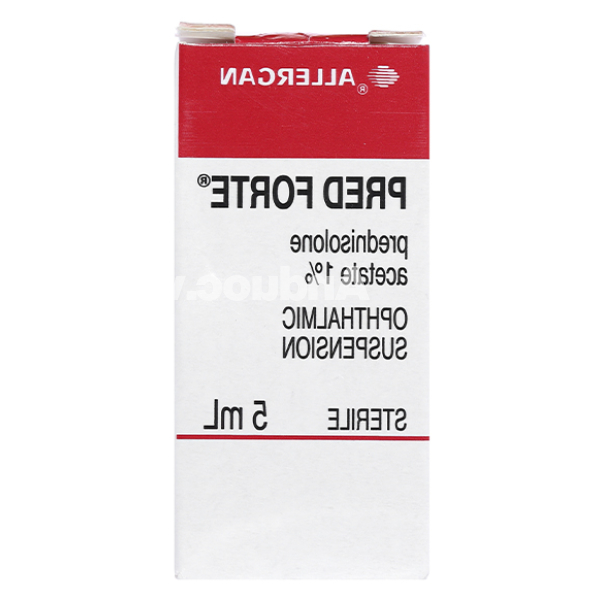 ALLERGAN®
PRED FORTE®
prednisolone
acetate 1%
OPHTHALMIC
SUSPENSION
STERILE 5 mL